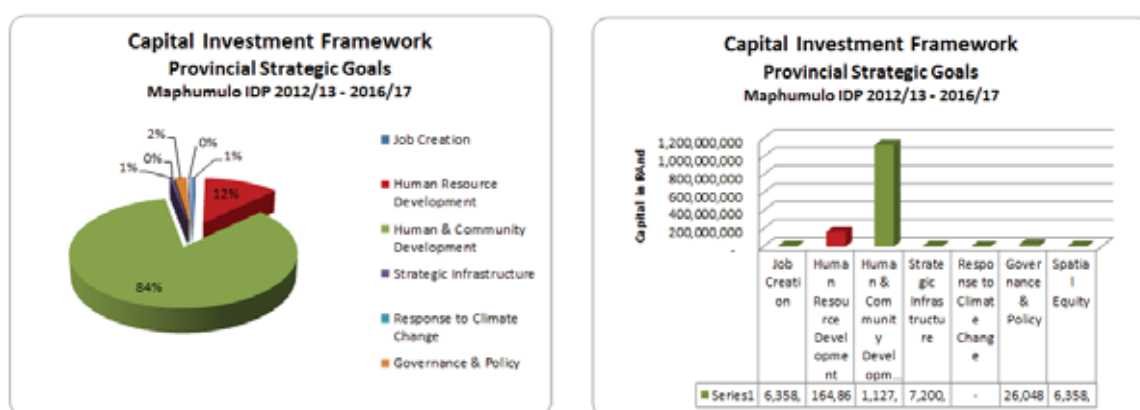 Capital Investment Framework
Provincial Strategic Goals
Maphumulo IDP 2012/13 - 2016/17
2%
0%
0%
1%
1%
12%
84%
Job Creation
Human Resource
Development
Human & Community
Development
Strategic Infrastructure
Response to Climate
Change
Governance & Policy
Capital Investment Framework
Provincial Strategic Goals
Maphumulo IDP 2012/13 - 2016/17
Capital in RAnd
1,200,000,000
1,000,000,000
800,000,000
600,000,000
400,000,000
200,000,000
-
Job
Creati
on
Huma
n
Resou
rce
Devel
opme
nt
Huma
n &
Com
munit
y
Devel
opm...
Strate
gic
Infras
tructu
re
Respo
nse to
Climat
e
Chang
e
Gover
nance
&
Policy
Spatia
l
Equity
Series1 6,358, 164,86 1,127, 7,200, - 26,048 6,358,